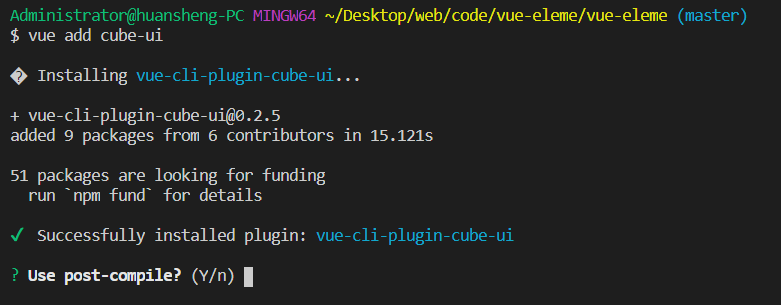 Administrator@huansheng-PC MINGW64 ~/Desktop/web/code/vue-eleme/vue-eleme (master)
$ vue add cube-ui
� Installing vue-cli-plugin-cube-ui...
+ vue-cli-plugin-cube-ui@0.2.5
added 9 packages from 6 contributors in 15.121s
51 packages are looking for funding
run `npm fund` for details
✔ Successfully installed plugin: vue-cli-plugin-cube-ui
? Use post-compile? (Y/n)